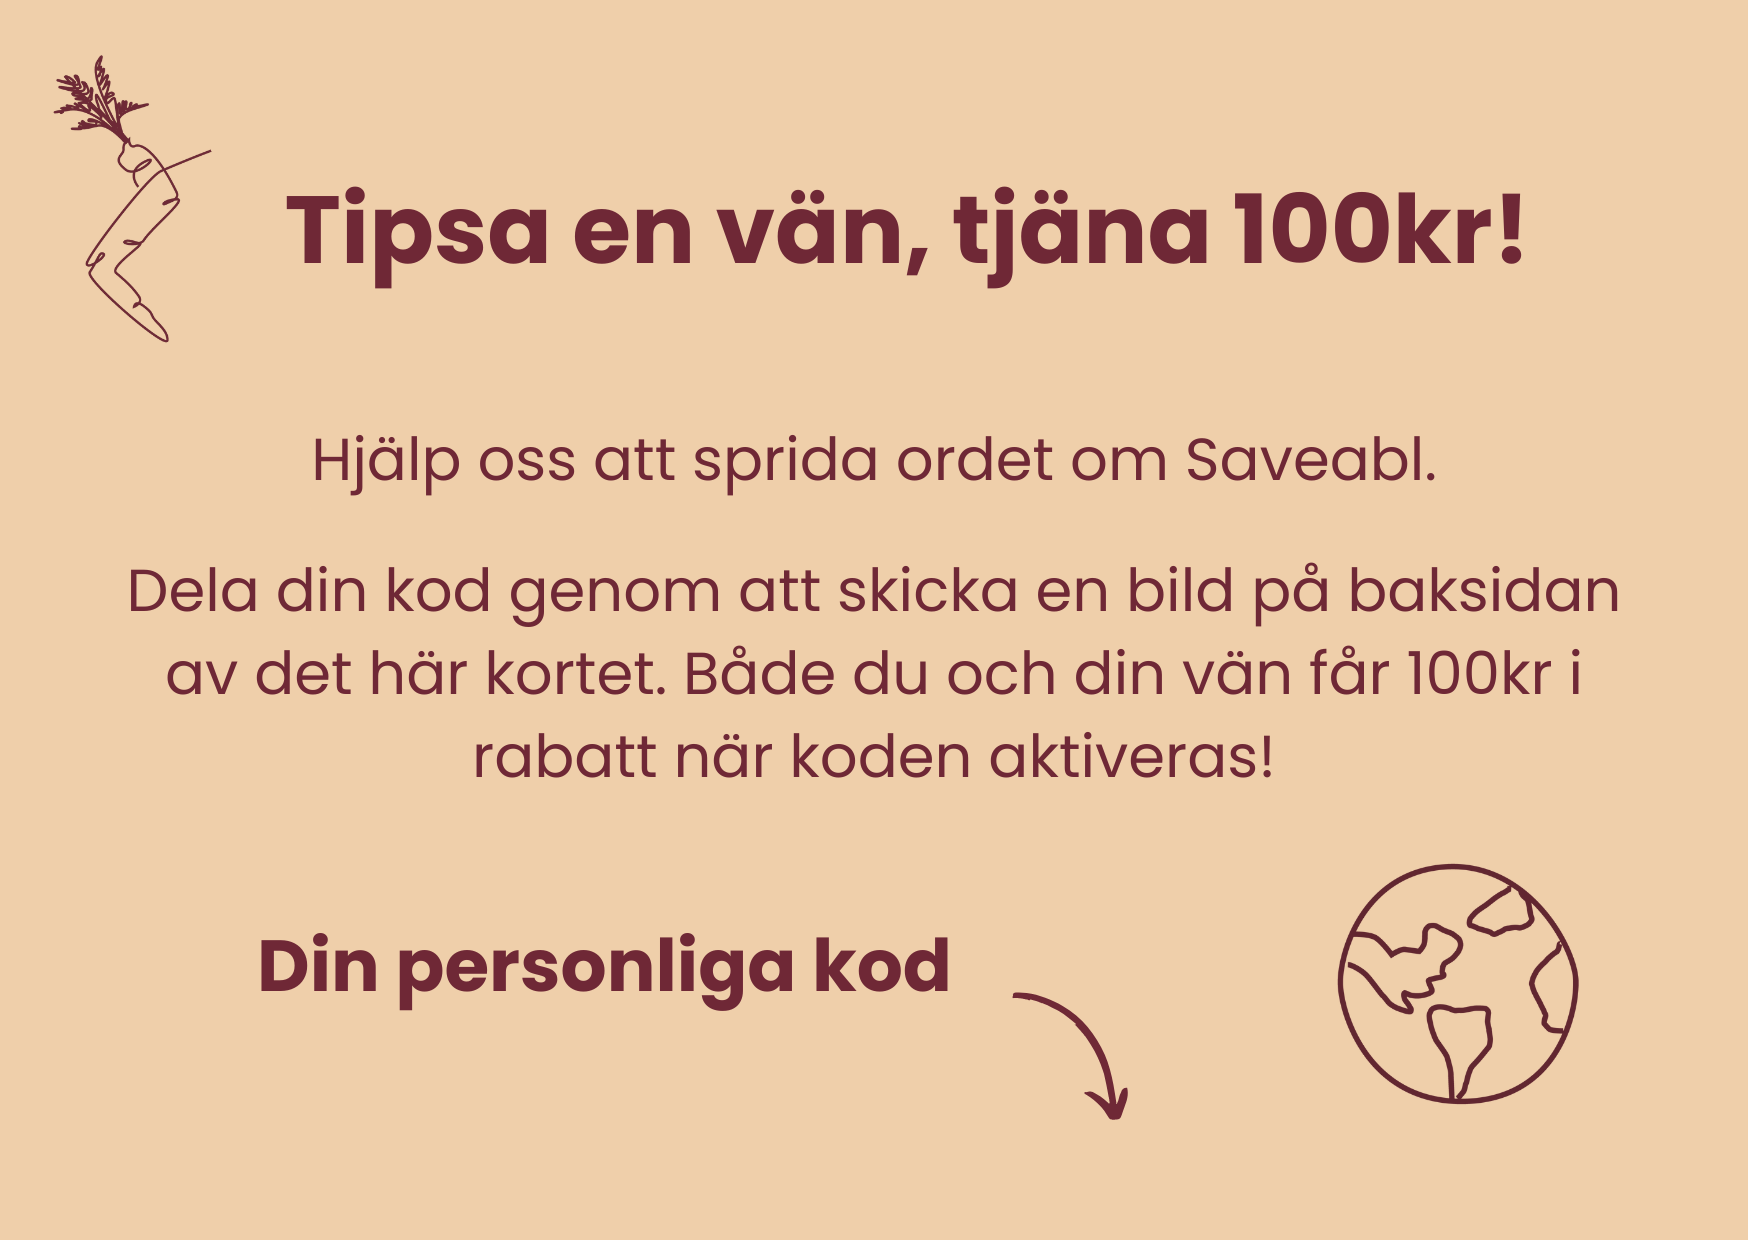 Tipsa en vän, tjäna 100kr!
Hjälp oss att sprida ordet om Saveabl.
Dela din kod genom att skicka en bild på baksidan
av det här kortet. Både du och din vän får 100kr i
rabatt när koden aktiveras!
Din personliga kod